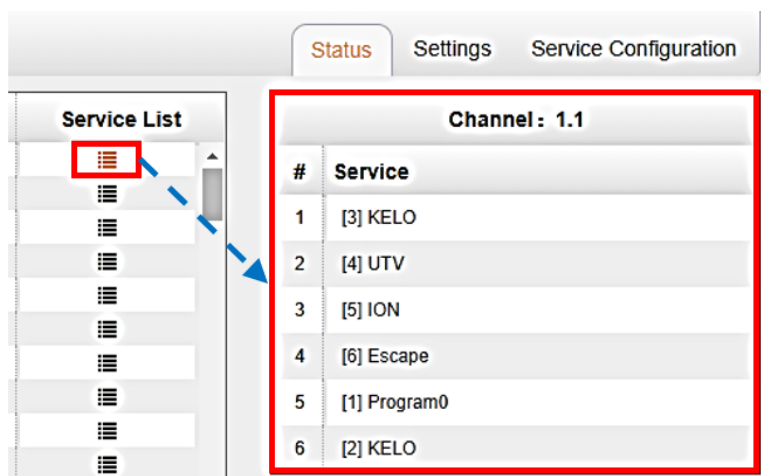 Status Settings Service Configuration
Service List
Channel：1.1
# Service
1 [3] KELO
2 [4] UTV
3 [5] ION
4 [6] Escape
5 [1] Program0
6 [2] KELO